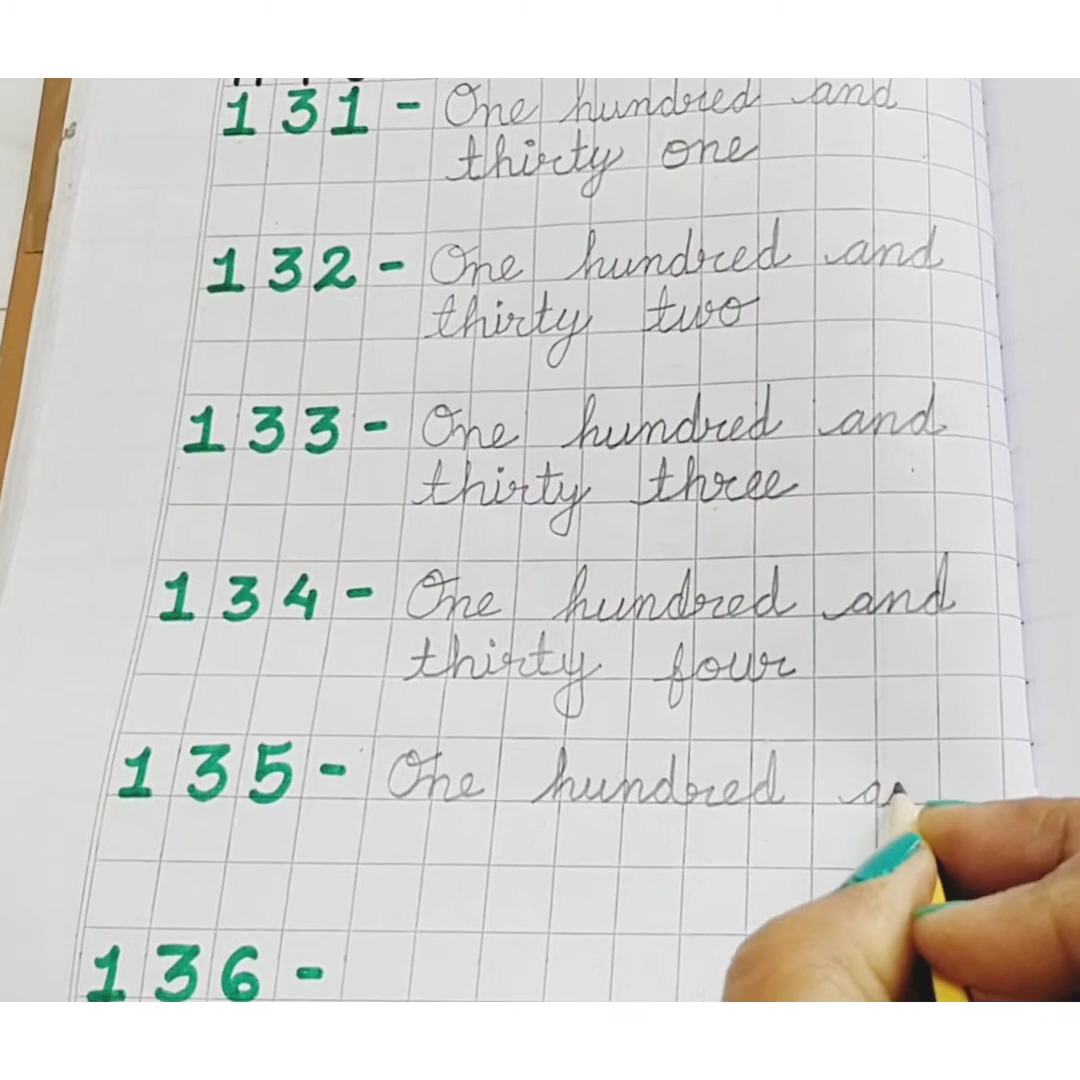 131 - One hundred and
thirty one
132 - One hundred and
thirty two
133 - One hundred and
thirty three
134 - One hundred and
thirty four
135 - One hundred
136 -